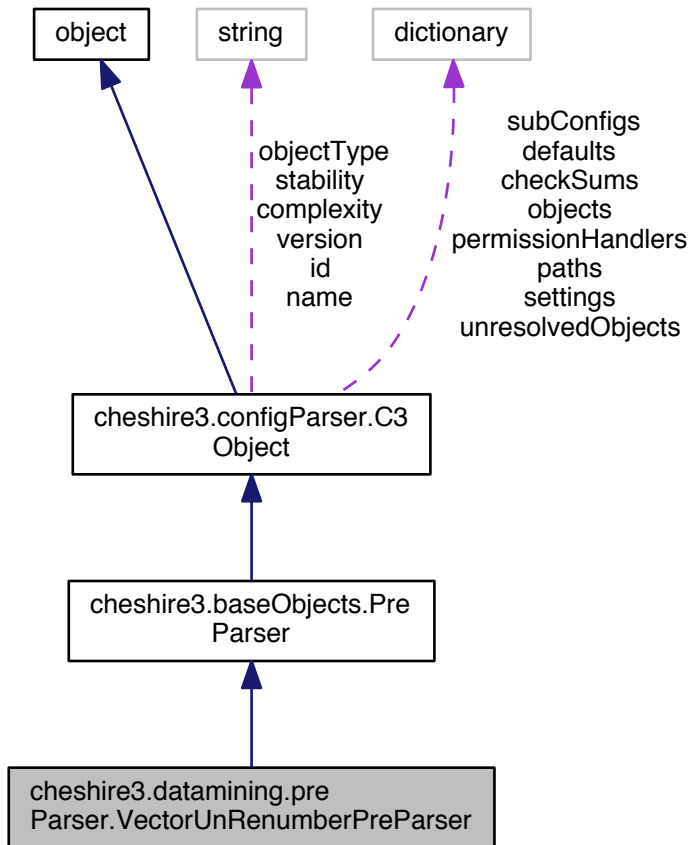 object
string
dictionary
objectType
stability
complexity
version
id
name
subConfigs
defaults
checkSums
objects
permissionHandlers
paths
settings
unresolvedObjects
cheshire3.configParser.C3
Object
cheshire3.baseObjects.Pre
Parser
cheshire3.datamining.pre
Parser.VectorUnRenumberPreParser